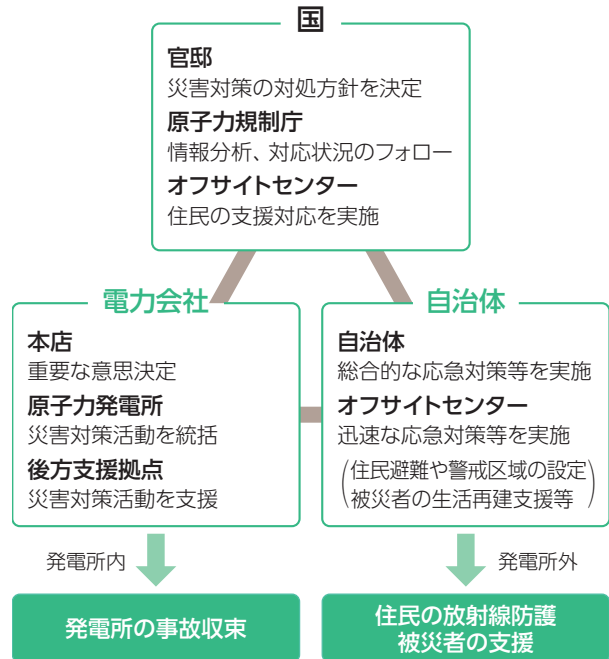 国
官邸
災害対策の対処方針を決定
原子力規制庁
情報分析、対応状況のフォロー
オフサイトセンター
住民の支援対応を実施
電力会社
本店
重要な意思決定
原子力発電所
災害対策活動を統括
後方支援拠点
災害対策活動を支援
自治体
自治体
総合的な応急対策等を実施
オフサイトセンター
迅速な応急対策等を実施
(住民避難や警戒区域の設定
被災者の生活再建支援等)
発電所内
発電所の事故収束
発電所外
住民の放射線防護
被災者の支援